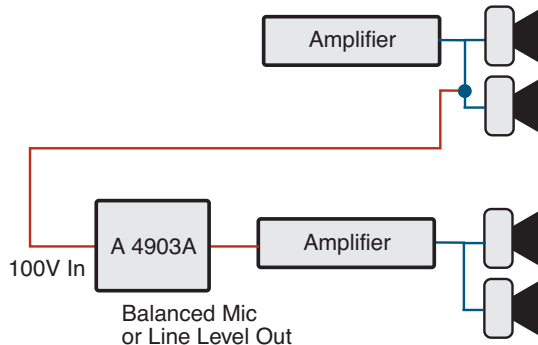 Amplifier
A 4903A
Amplifier
100V In
Balanced Mic
or Line Level Out